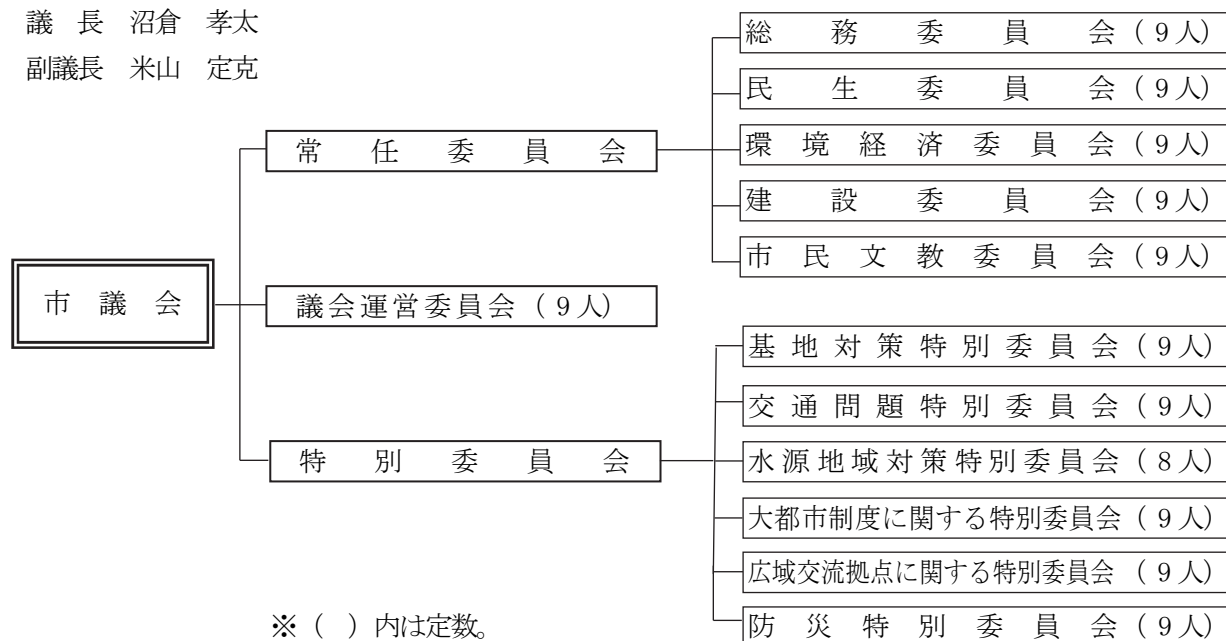 議長 沼倉 孝太
副議長 米山 定克
市議会
常任委員会
総務委員会(9人)
民生委員会(9人)
環境経済委員会(9人)
建設委員会(9人)
市民文教委員会(9人)
議会運営委員会(9人)
特別委員会
基地対策特別委員会(9人)
交通問題特別委員会(9人)
水源地域対策特別委員会(8人)
大都市制度に関する特別委員会(9人)
広域交流拠点に関する特別委員会(9人)
防災特別委員会(9人)
※( )内は定数。